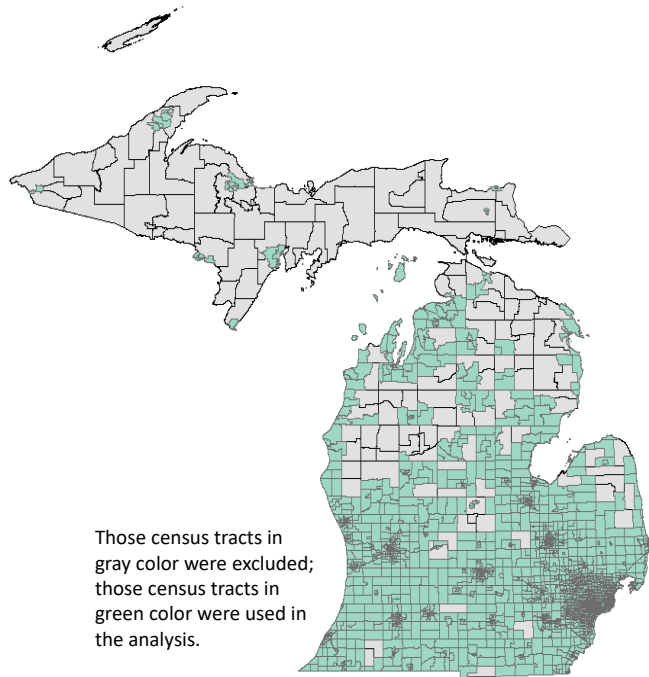 Those census tracts in
gray color were excluded;
those census tracts in
green color were used in
the analysis.